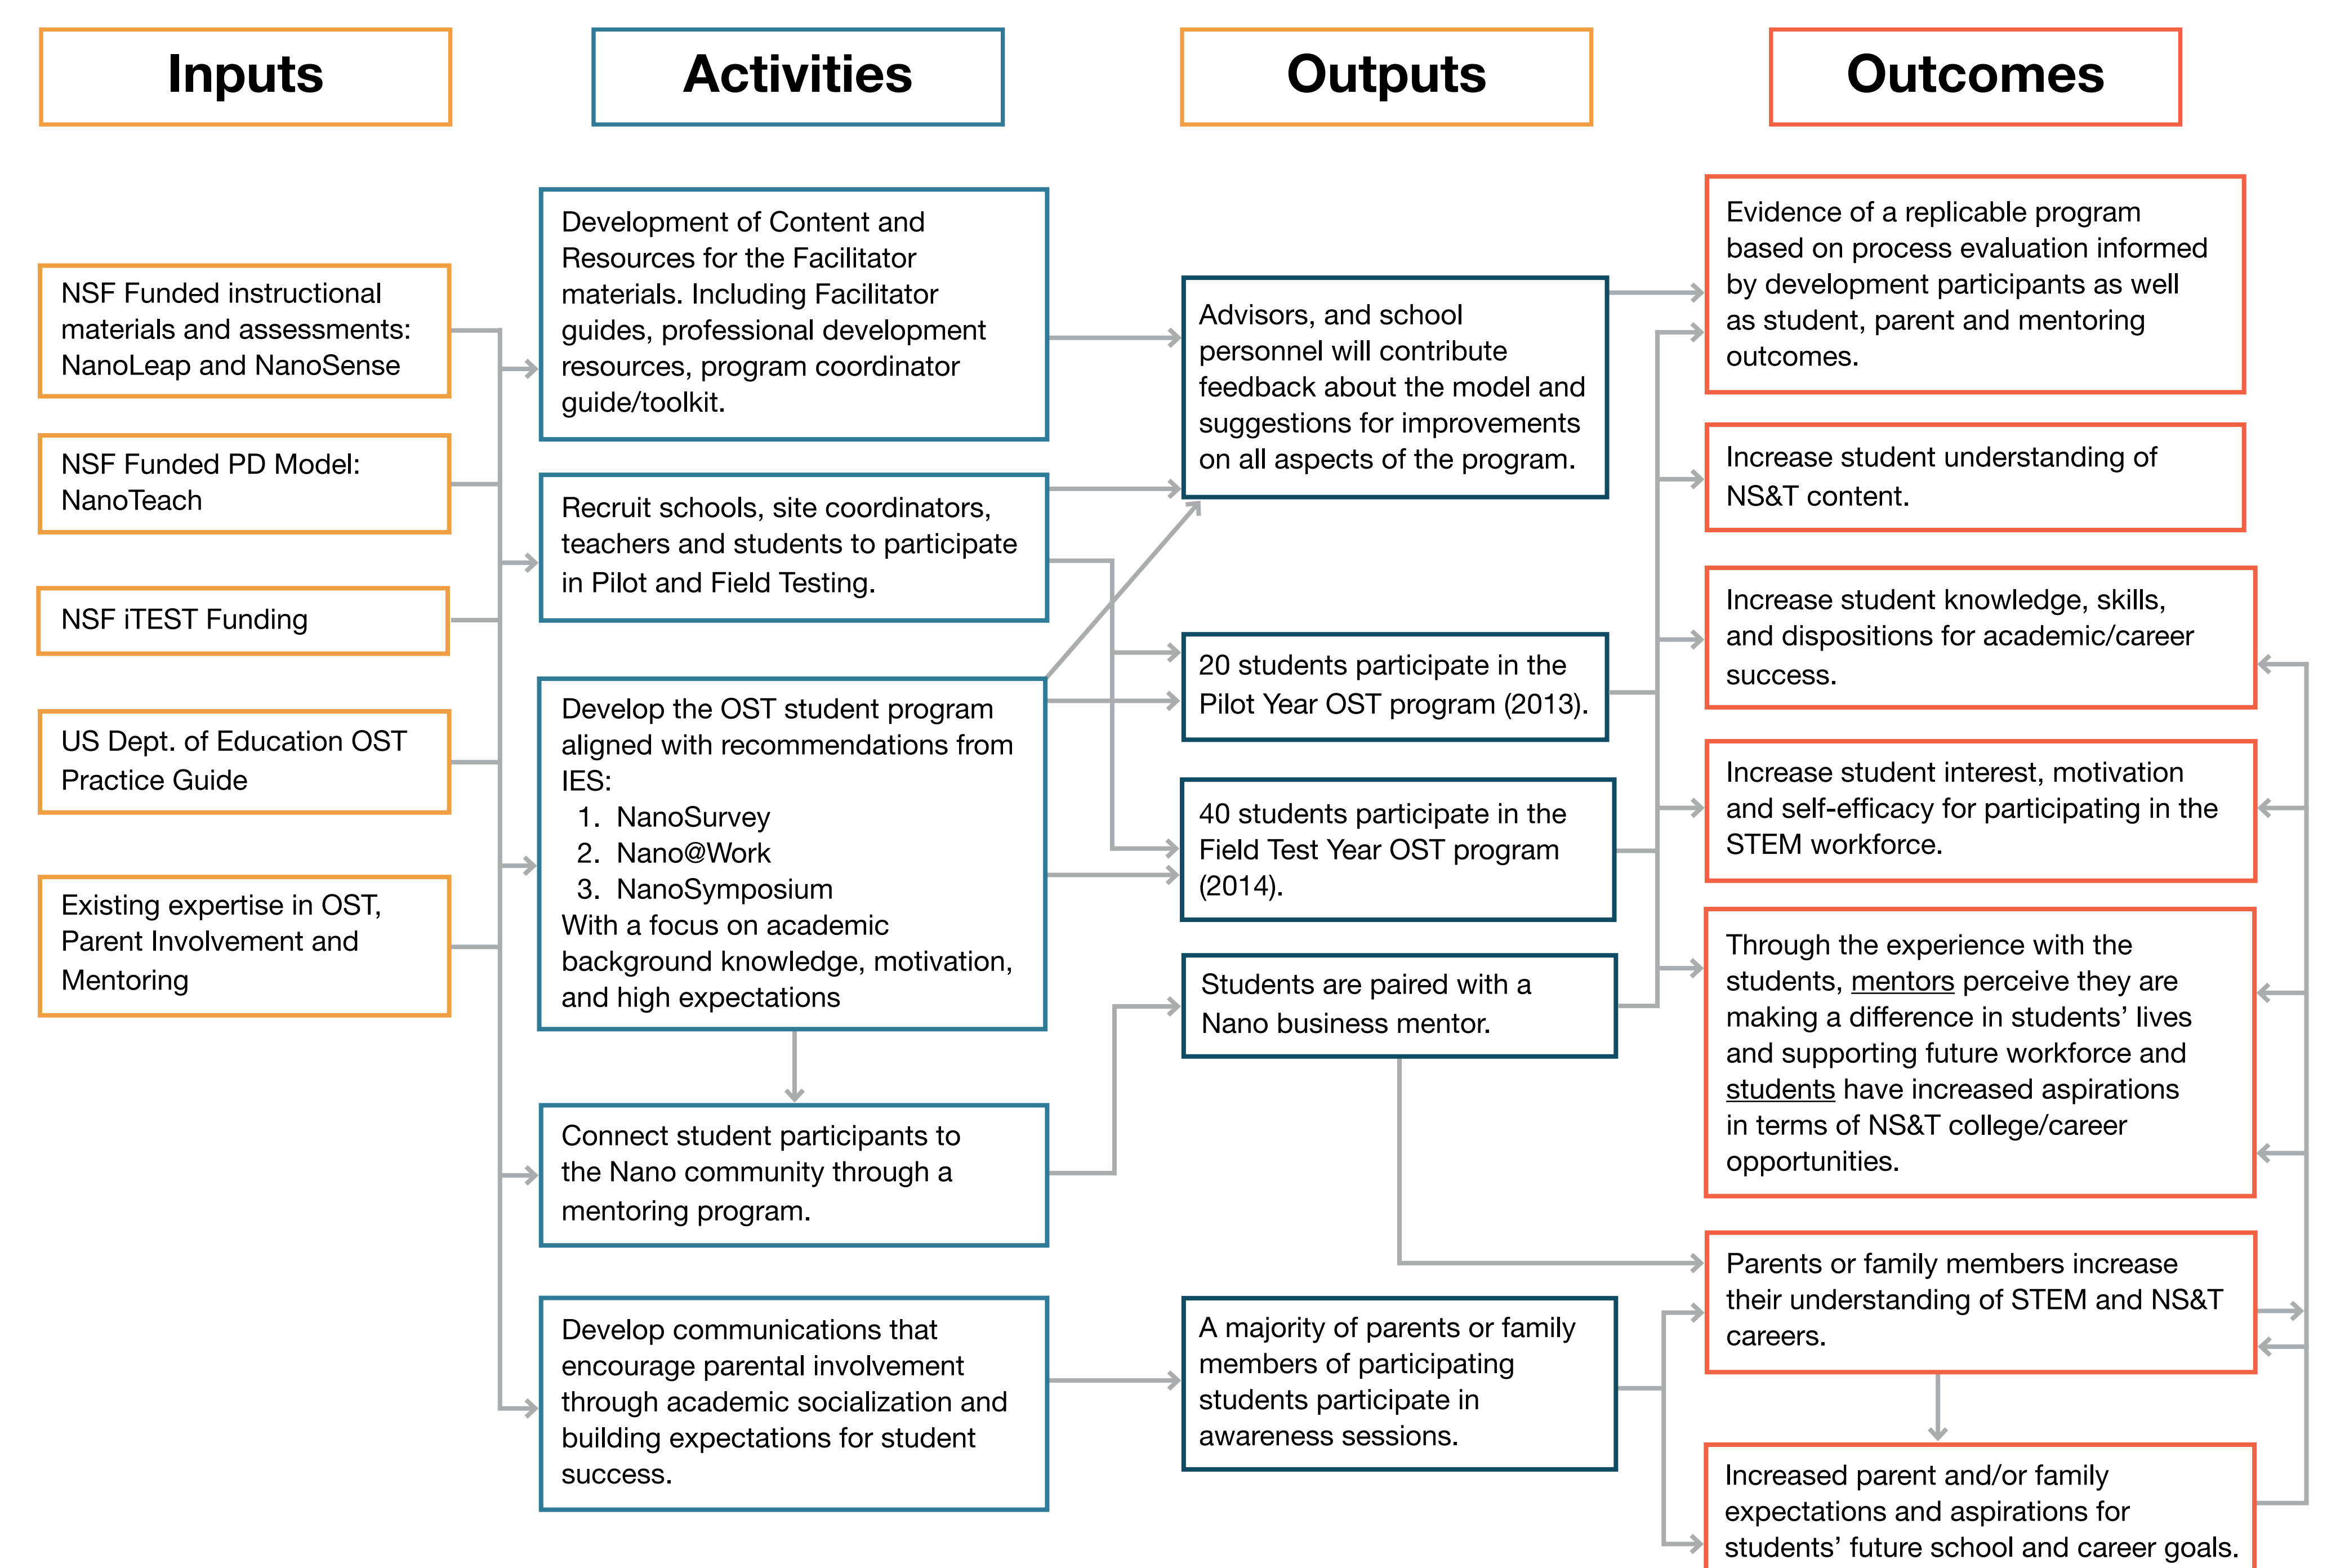 Inputs
Activities
Outputs
Outcomes
NSF Funded instructional
materials and assessments:
NanoLeap and NanoSense
NSF Funded PD Model:
NanoTeach
NSF iTEST Funding
US Dept. of Education OST
Practice Guide
Existing expertise in OST,
Parent Involvement and
Mentoring
Development of Content and
Resources for the Facilitator
materials. Including Facilitator
guides, professional development
resources, program coordinator
guide/toolkit.
Recruit schools, site coordinators,
teachers and students to participate
in Pilot and Field Testing.
Develop the OST student program
aligned with recommendations from
IES:
1. NanoSurvey
2. Nano@Work
3. NanoSymposium
With a focus on academic
background knowledge, motivation,
and high expectations
Connect student participants to
the Nano community through a
mentoring program.
Develop communications that
encourage parental involvement
through academic socialization and
building expectations for student
success.
Advisors, and school
personnel will contribute
feedback about the model and
suggestions for improvements
on all aspects of the program.
20 students participate in the
Pilot Year OST program (2013).
40 students participate in the
Field Test Year OST program
(2014).
Students are paired with a
Nano business mentor.
A majority of parents or family
members of participating
students participate in
awareness sessions.
Evidence of a replicable program
based on process evaluation informed
by development participants as well
as student, parent and mentoring
outcomes.
Increase student understanding of
NS&T content.
Increase student knowledge, skills,
and dispositions for academic/career
success.
Increase student interest, motivation
and self-efficacy for participating in the
STEM workforce.
Through the experience with the
students, mentors perceive they are
making a difference in students’ lives
and supporting future workforce and
students have increased aspirations
in terms of NS&T college/career
opportunities.
Parents or family members increase
their understanding of STEM and NS&T
careers.
Increased parent and/or family
expectations and aspirations for
students’ future school and career goals.